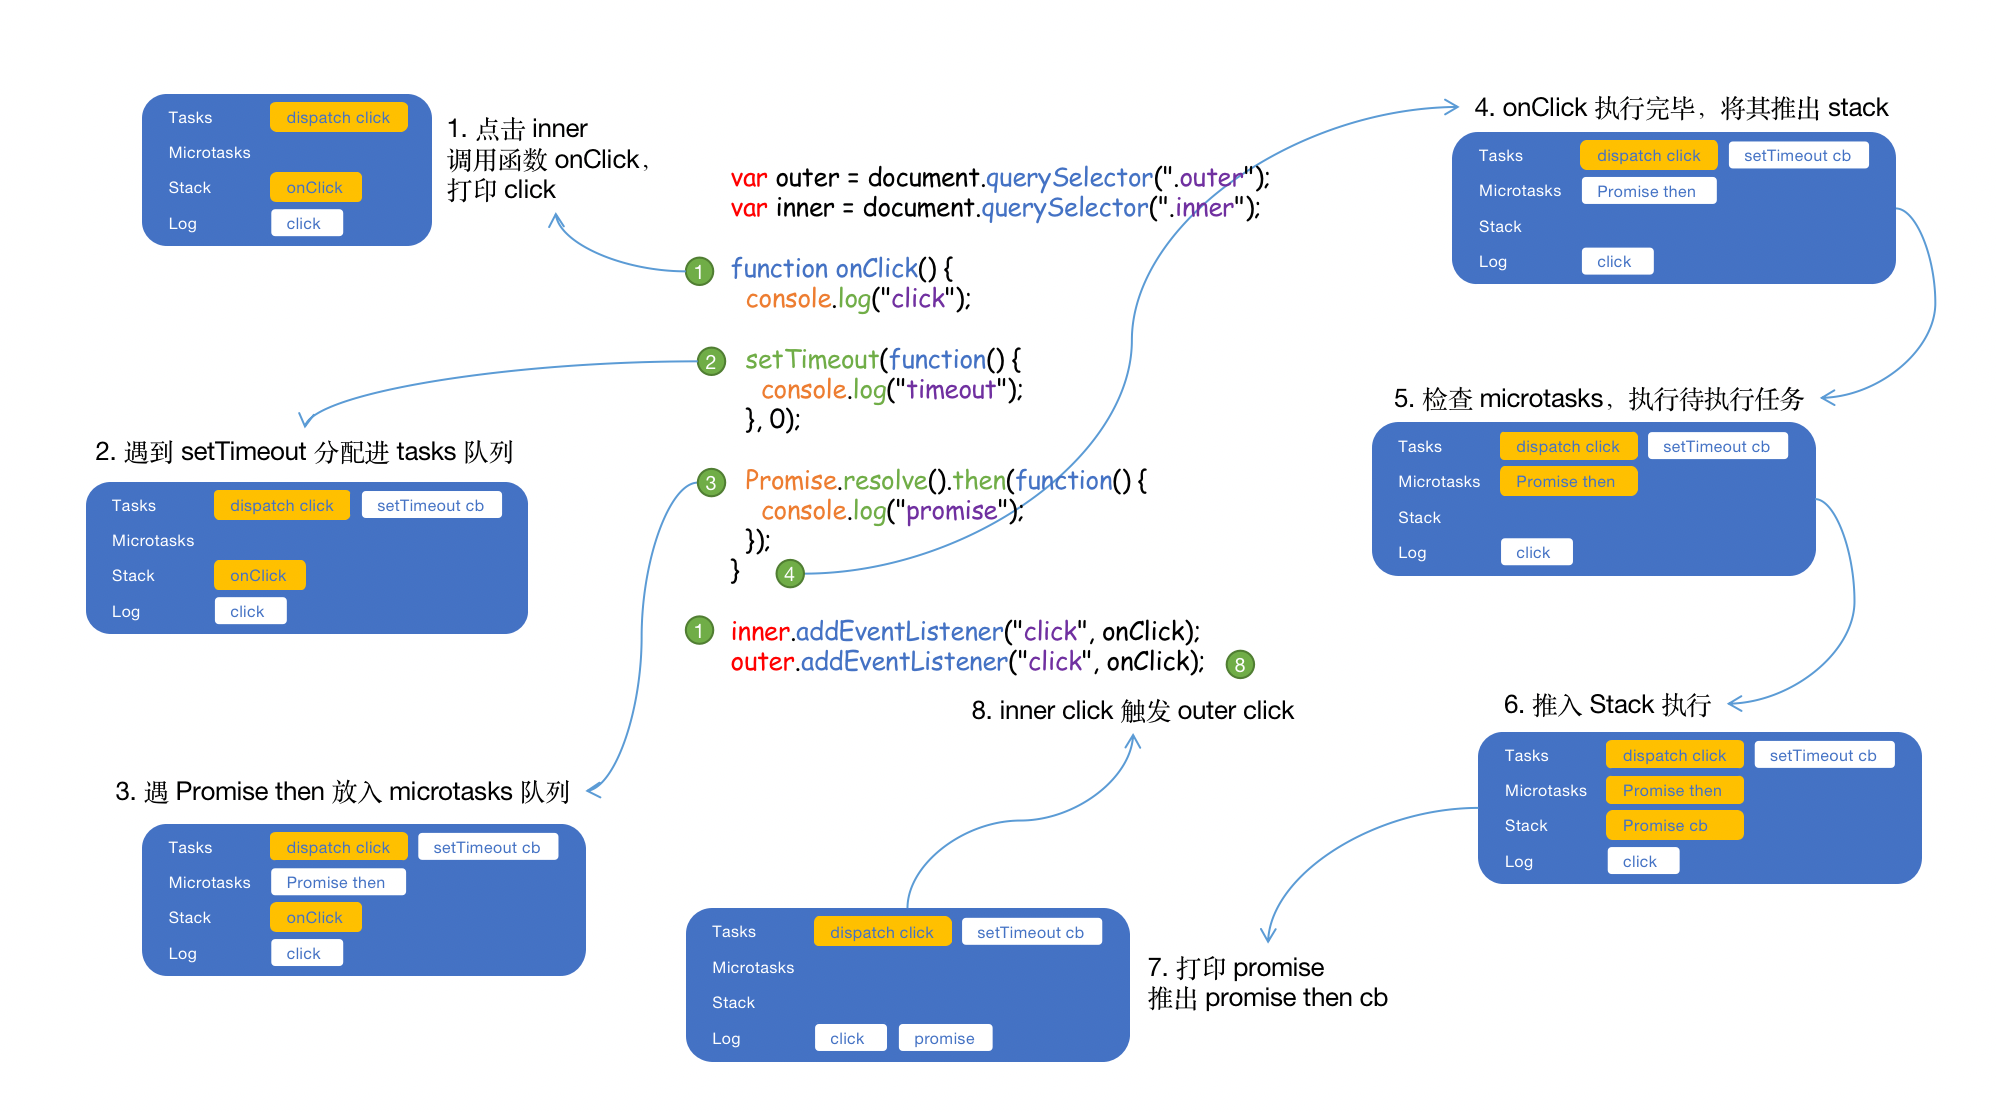 Tasks dispatch click
Microtasks
Stack onClick
Log click
1. 点击 inner
调用函数 onClick，
打印 click
var outer = document.querySelector(".outer");
var inner = document.querySelector(".inner");
1 function onClick() {
console.log("click");
2 setTimeout(function() {
console.log("timeout");
}, 0);
3 Promise.resolve().then(function() {
console.log("promise");
});
} 4
1 inner.addEventListener("click", onClick);
outer.addEventListener("click", onClick); 8
2. 遇到 setTimeout 分配进 tasks 队列
Tasks dispatch click setTimeout cb
Microtasks
Stack onClick
Log click
3. 遇 Promise then 放入 microtasks 队列
Tasks dispatch click setTimeout cb
Microtasks Promise then
Stack onClick
Log click
4. onClick 执行完毕，将其推出 stack
Tasks dispatch click setTimeout cb
Microtasks Promise then
Stack
Log click
5. 检查 microtasks，执行待执行任务
Tasks dispatch click setTimeout cb
Microtasks Promise then
Stack
Log click
6. 推入 Stack 执行
Tasks dispatch click setTimeout cb
Microtasks Promise then
Stack Promise cb
Log click
7. 打印 promise
推出 promise then cb
Tasks dispatch click setTimeout cb
Microtasks
Stack
Log click promise
8. inner click 触发 outer click